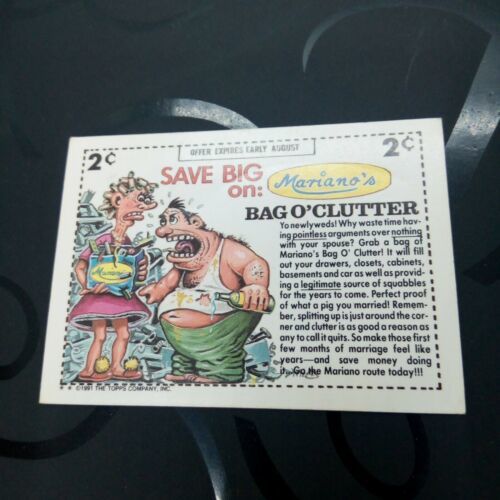 OFFER EXPIRES EARLY AUGUST
2¢
2¢
SAVE BIG
on:
Mariano's
BAG O'CLUTTER
Yo newlyweds! Why waste time hav-
ing pointless arguments over nothing
with your spouse? Grab a bag of
Mariano's Bag O' Clutter! It will fill
out your drawers, closets, cabinets,
basements and car as well as provid-
ing a legitimate source of squabbles
for the years to come. Perfect proof
of what a pig you married! Remem-
ber, splitting up is just around the cor-
ner and clutter is as good a reason as
any to call it quits. So make those first
few months of marriage feel like
years—and save money doing
it. Go the Mariano route today!!!
Mariano's
* * ©1991 THE TOPPS COMPANY, INC.